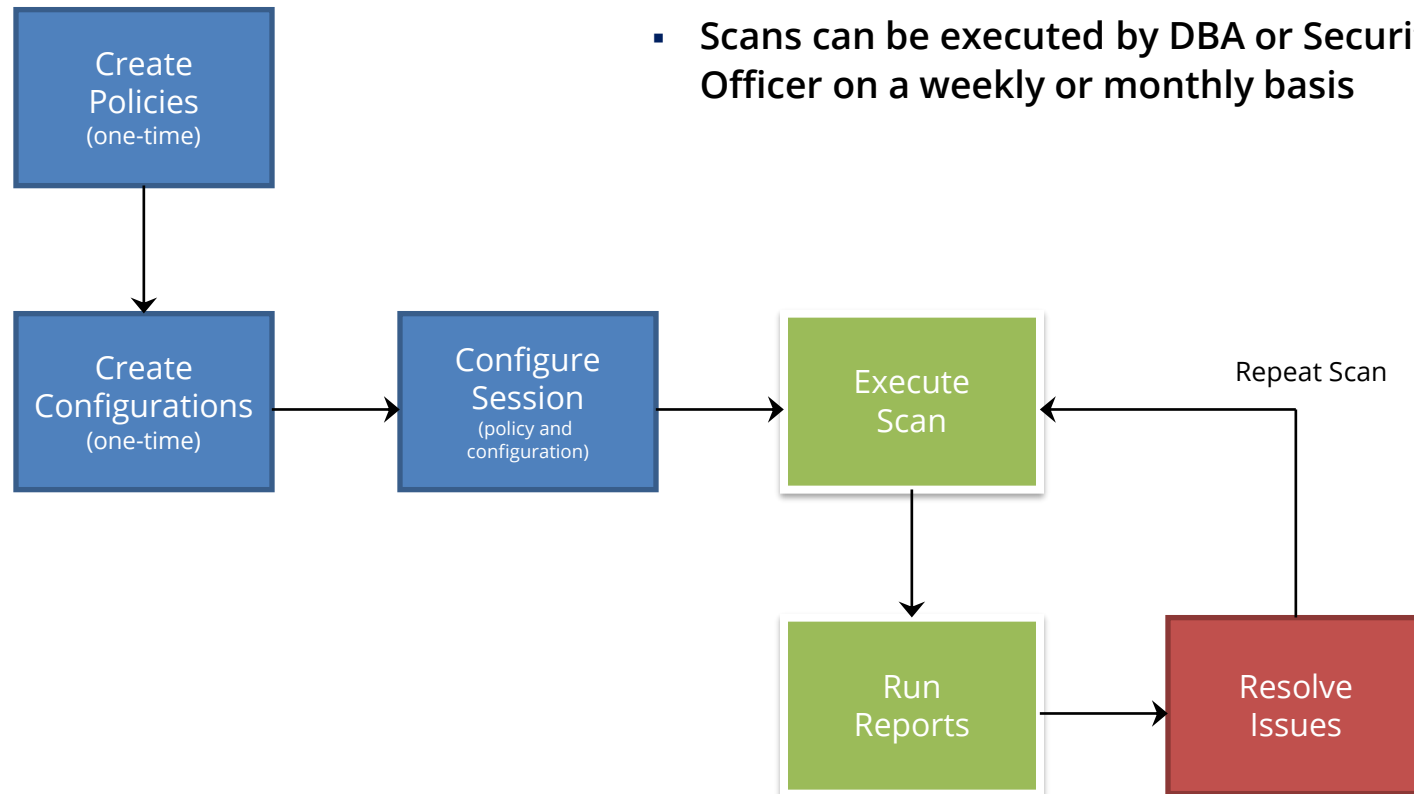 ▪ Scans can be executed by DBA or Securi
Officer on a weekly or monthly basis
Create
Policies
(one-time)
Create
Configurations
(one-time)
Configure
Session
(policy and
configuration)
Execute
Scan
Repeat Scan
Run
Reports
Resolve
Issues